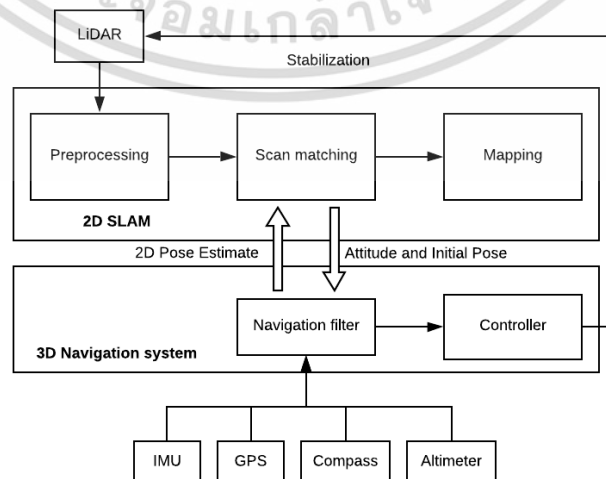 LiDAR
Stabilization
Preprocessing
Scan matching
Mapping
2D SLAM
2D Pose Estimate
Attitude and Initial Pose
Navigation filter
Controller
3D Navigation system
IMU
GPS
Compass
Altimeter